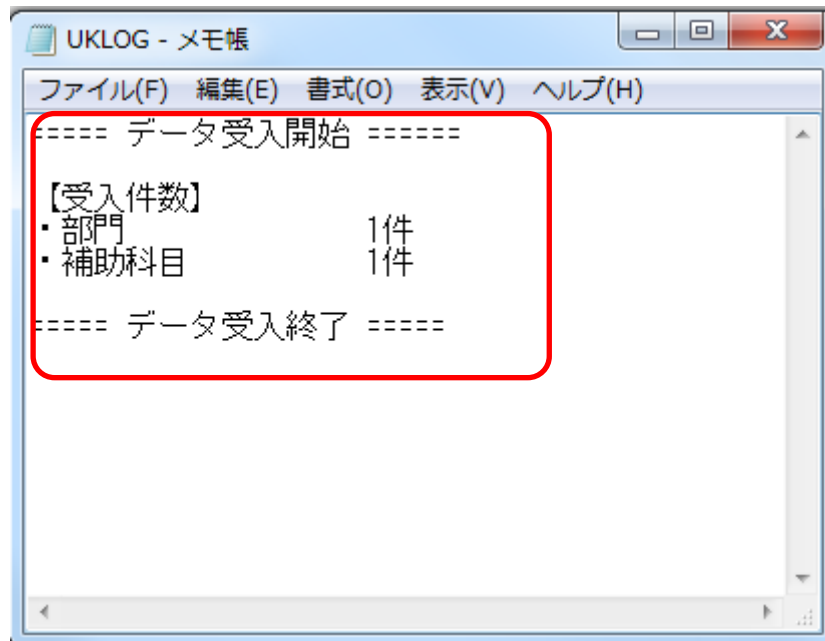 UKLOG - メモ帳
ファイル(F) 編集(E) 書式(O) 表示(V) ヘルプ(H)
===== データ受入開始 ======
【受入件数】
・部門 1件
・補助科目 1件
===== データ受入終了 =====